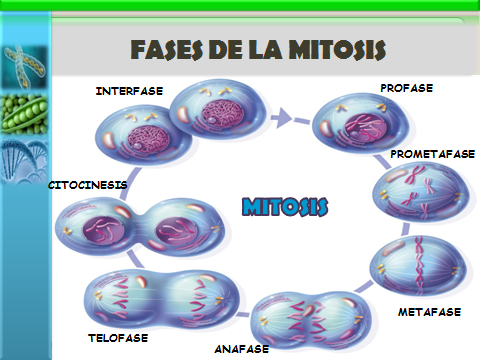 FASES DE LA MITOSIS
INTERFASE
PROFASE
PROMETAFASE
CITOCINESIS
MITOSIS
METAFASE
TELOFASE
ANAFASE